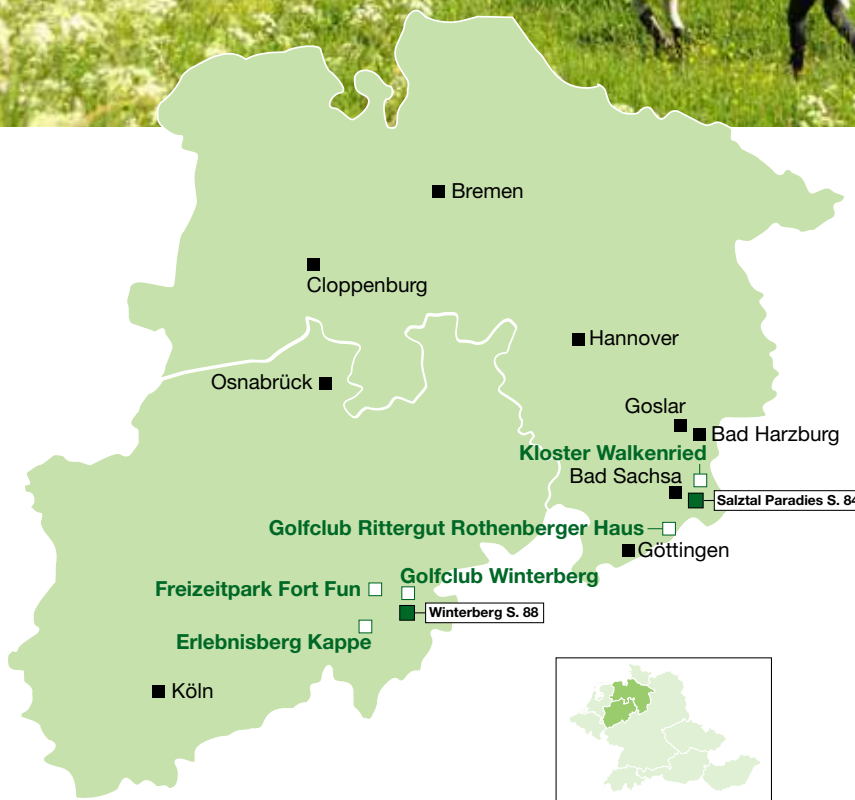 Bremen
Cloppenburg
Hannover
Osnabrück
Goslar
Bad Harzburg
Kloster Walkenried
Bad Sachsa
Salztal Paradies S. 84
Golfclub Rittergut Rothenberger Haus
Göttingen
Golfclub Winterberg
Freizeitpark Fort Fun
Winterberg S. 88
Erlebnisberg Kappe
Köln